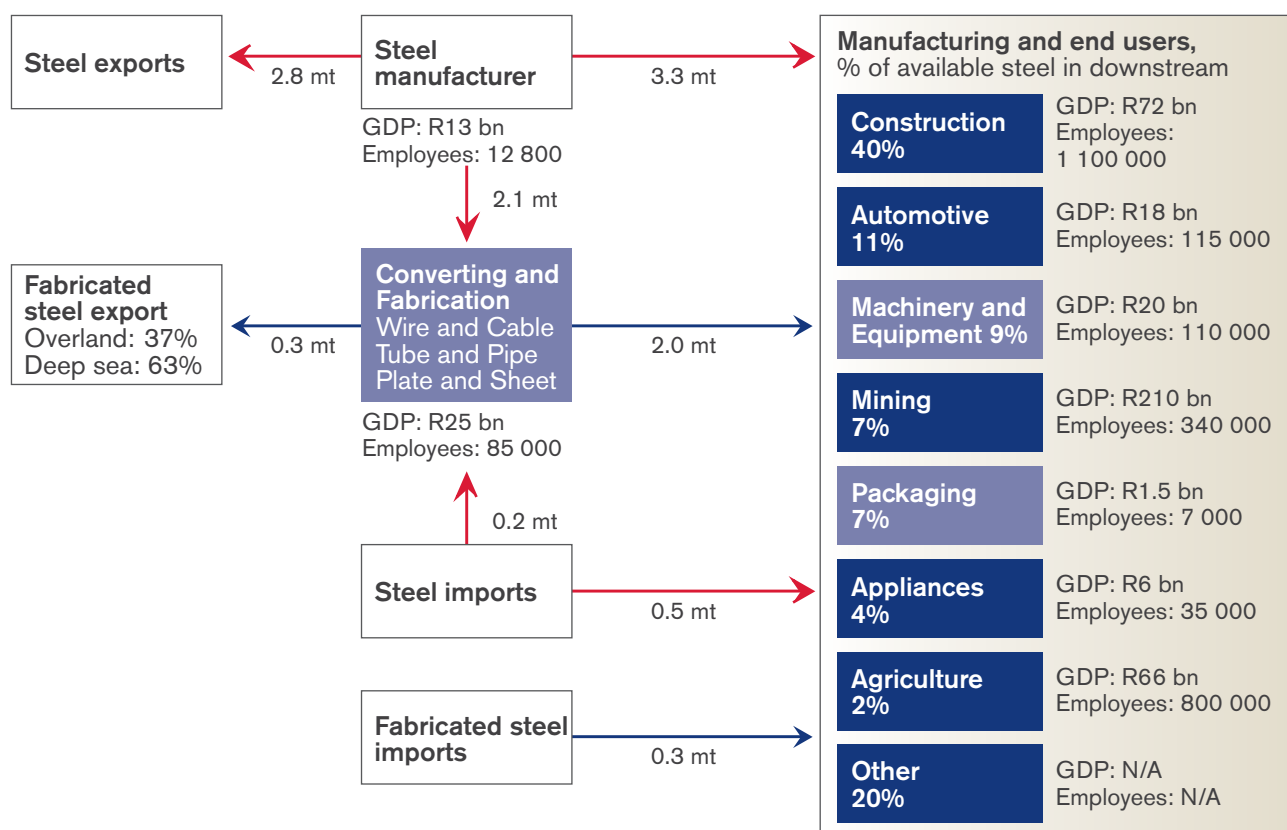 Steel exports
2.8 mt
Steel
manufacturer
3.3 mt
GDP: R13 bn
Employees: 12 800
2.1 mt
Fabricated
steel export
Overland: 37%
Deep sea: 63%
0.3 mt
Converting and
Fabrication
Wire and Cable
Tube and Pipe
Plate and Sheet
2.0 mt
GDP: R25 bn
Employees: 85 000
0.2 mt
Steel imports
0.5 mt
Fabricated steel
imports
0.3 mt
Manufacturing and end users,
% of available steel in downstream
Construction
40%
GDP: R72 bn
Employees:
1 100 000
Automotive
11%
GDP: R18 bn
Employees: 115 000
Machinery and
Equipment 9%
GDP: R20 bn
Employees: 110 000
Mining
7%
GDP: R210 bn
Employees: 340 000
Packaging
7%
GDP: R1.5 bn
Employees: 7 000
Appliances
4%
GDP: R6 bn
Employees: 35 000
Agriculture
2%
GDP: R66 bn
Employees: 800 000
Other
20%
GDP: N/A
Employees: N/A